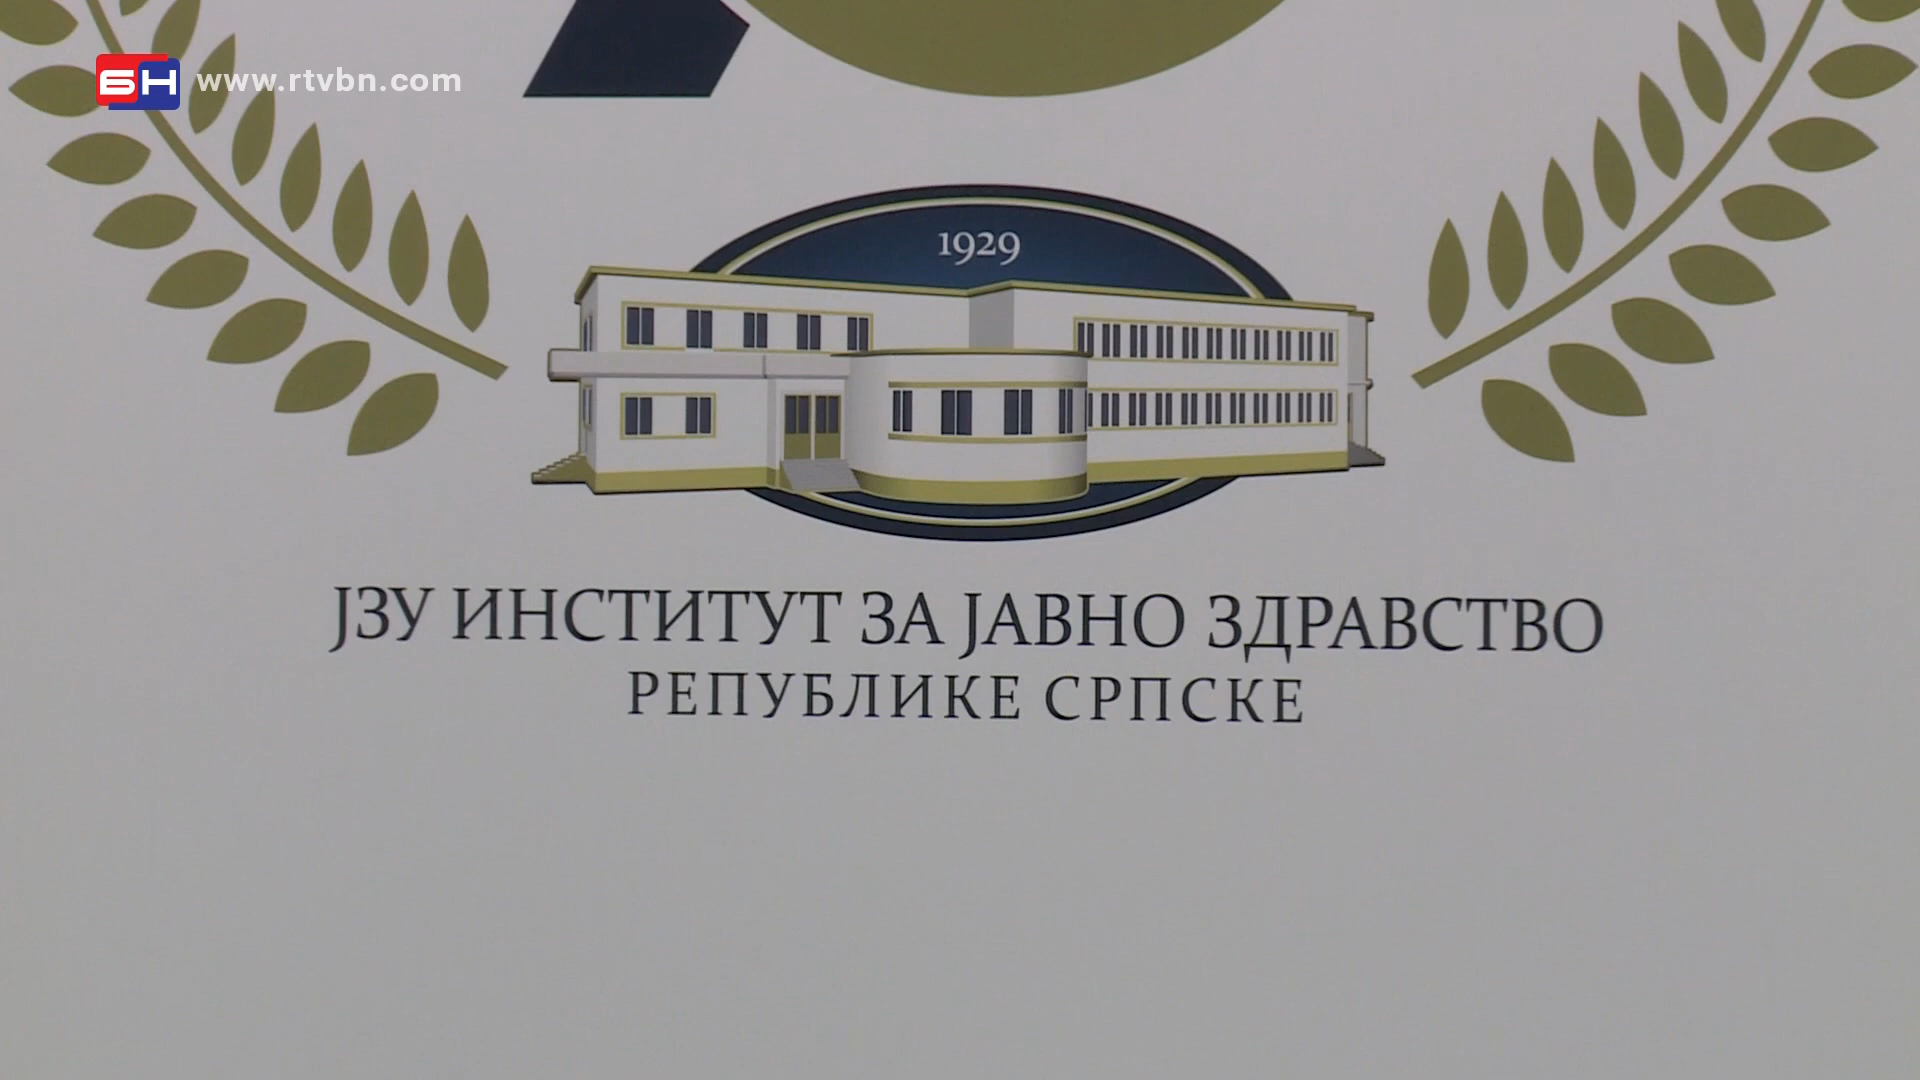 БН www.rtvbn.com
1929
ЈЗУ ИНСТИТУТ ЗА ЈАВНО ЗДРАВСТВО
РЕПУБЛИКЕ СРПСКЕ